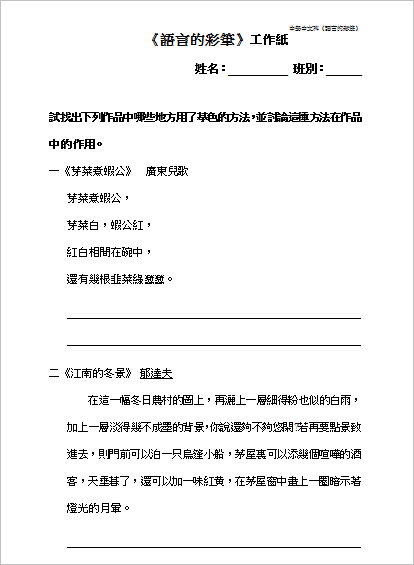 中學中文科《語言的彩筆》
《語言的彩筆》工作紙
姓名：__________ 班別：_____
試找出下列作品中哪些地方用了草色的方法，並討論這種方法在作品
中的作用。
一《芽菜煮蝦公》 廣東兒歌
芽菜煮蝦公，
芽菜白，蝦公紅，
紅白相間在碗中，
還有幾根韭菜綠蔥蔥。
二《江南的冬景》 郁達夫
在這一幅冬日農村的圖上，再灑上一層細得粉也似的白雨，
加上一層淡得幾不成墨的背景，你說還夠不夠悠閒？若再要點景致
進去，則門前可以泊一只烏篷小船，茅屋裏可以添幾個喧嘩的酒
客，天垂暮了，還可以加一味紅黃，在茅屋窗中畫上一圈暗示着
燈光的月暈。